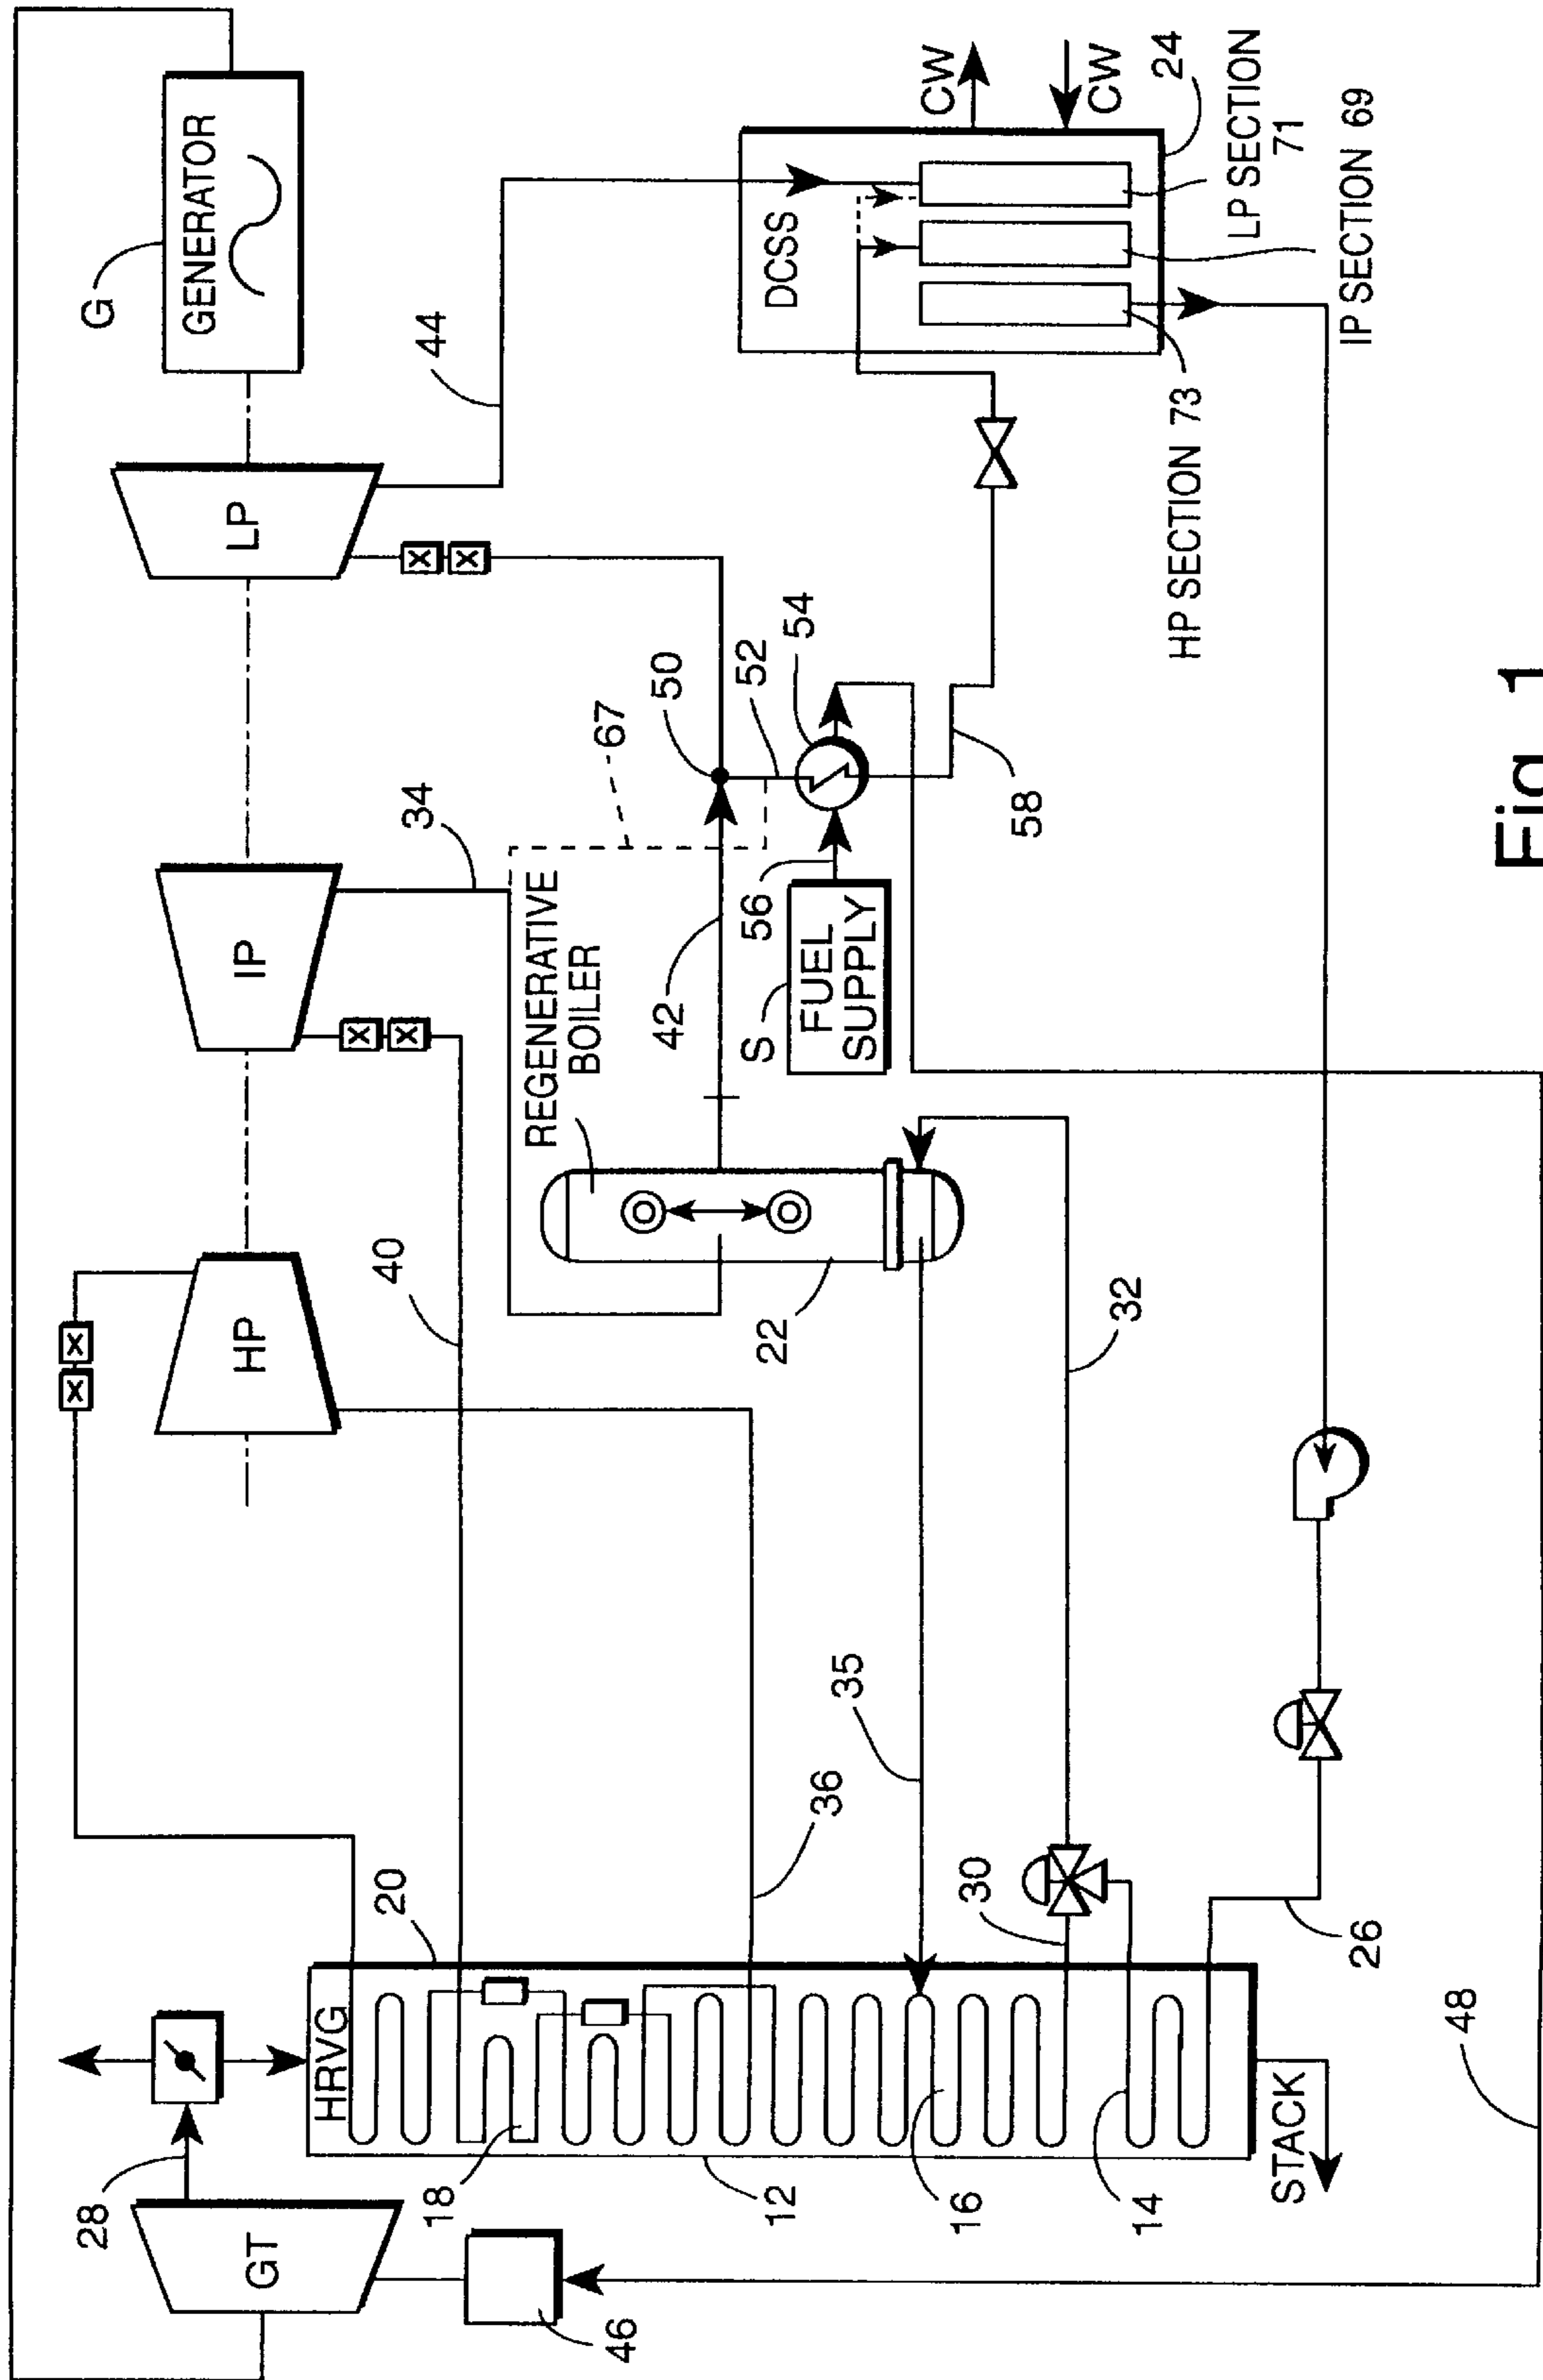 G
GENERATOR
LP
IP
HP
GT
28
HRVG
20
18
12
16
14
STACK
46
48
26
30
32
35
36
40
34
44
22
REGENERATIVE
BOILER
42
67
50
52
54
56
58
S
FUEL
SUPPLY
DCSS
CW
CW
24
LP SECTION
71
IP SECTION 69
HP SECTION 73
X
X
X
X
X
X
Fig. 1